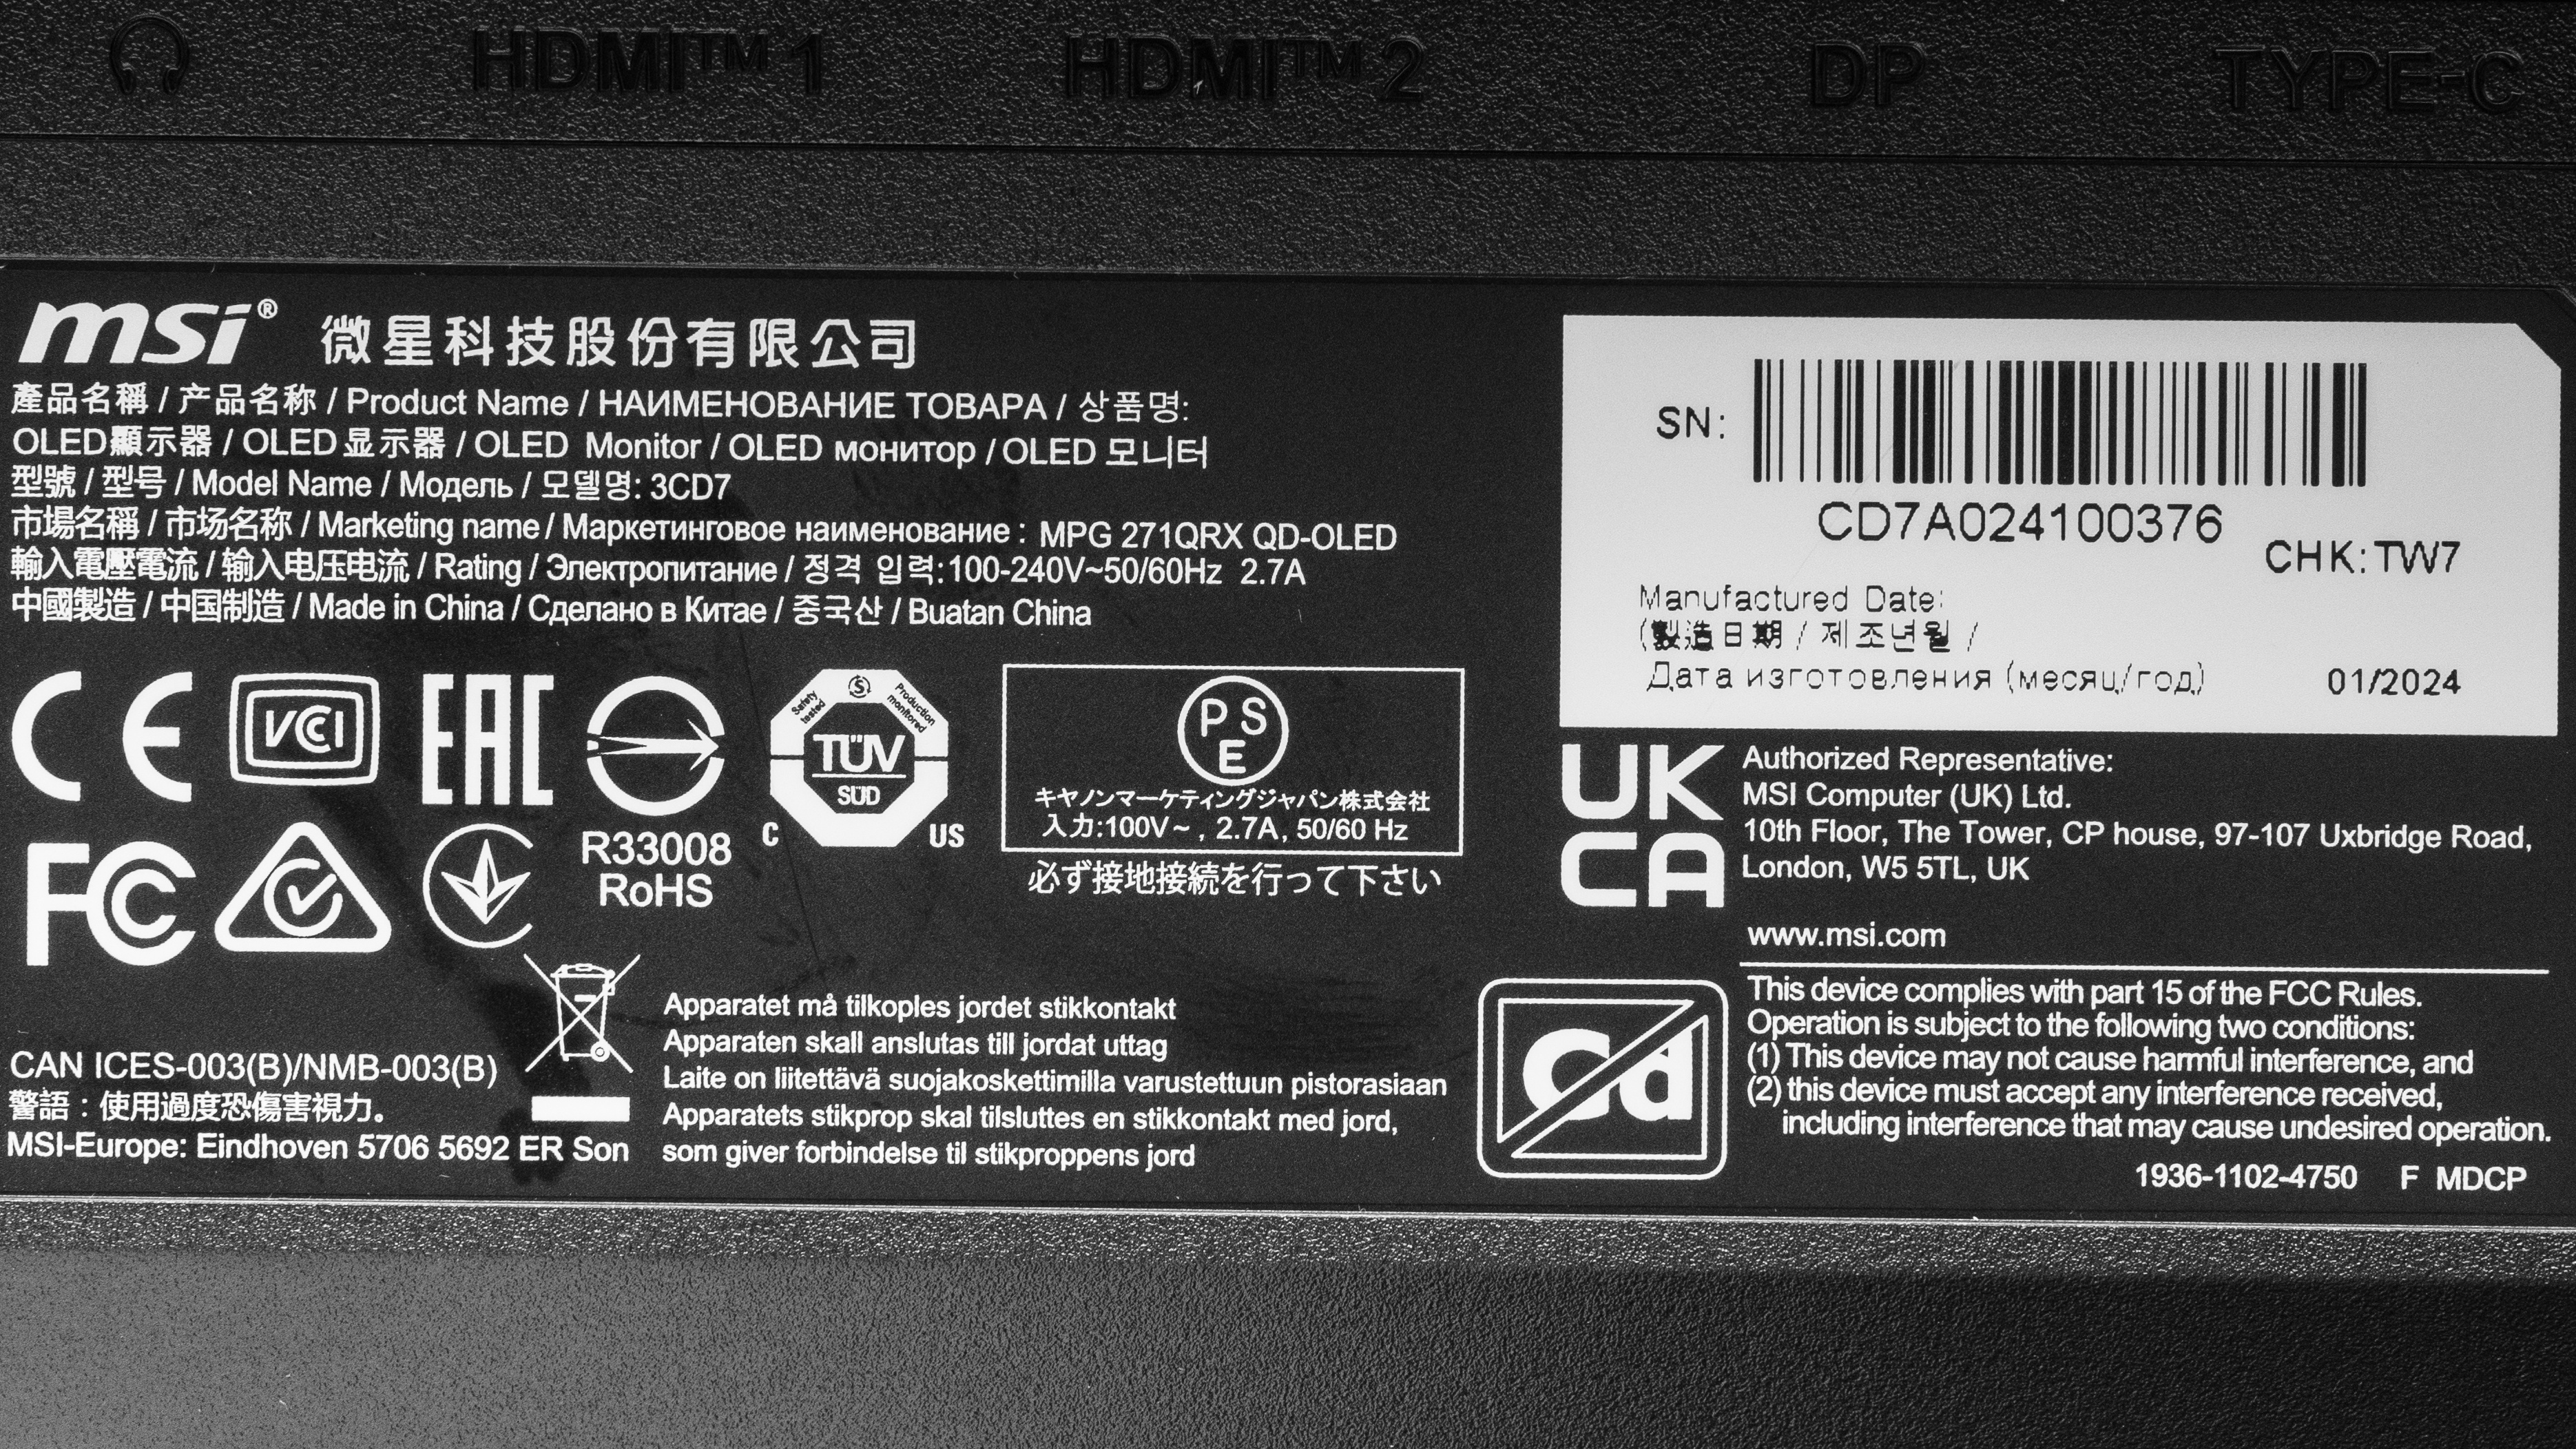 HDMI™ 1
HDMI™ 2
DP
TYPE-C
msi® 微星科技股份有限公司
產品名稱 / 产品名称 / Product Name / НАИМЕНОВАНИЕ ТОВАРА / 상품명:
OLED顯示器 / OLED显示器 / OLED Monitor / OLED монитор / OLED 모니터
型號 / 型号 / Model Name / Модель / 모델명: 3CD7
市場名稱 / 市场名称 / Marketing name / Маркетинговое наименование : MPG 271QRX QD-OLED
輸入電壓電流 / 输入电压电流 / Rating / Электропитание / 정격 입력:100-240V~50/60Hz 2.7A
中國製造 / 中国制造 / Made in China / Сделано в Китае / 중국산 / Buatan China
SN:
CD7A024100376
CHK:TW7
Manufactured Date:
(製造日期 / 제조년월 /
Дата изготовления (месяц/год)
01/2024
CE
VCCI
EAC
R33008
RoHS
Safety tested
S
Production monitored
TÜV
SÜD
C US
PS
E
キヤノンマーケティングジャパン株式会社
入力:100V~ , 2.7A, 50/60 Hz
必ず接地接続を行って下さい
FC
UK
CA
Authorized Representative:
MSI Computer (UK) Ltd.
10th Floor, The Tower, CP house, 97-107 Uxbridge Road,
London, W5 5TL, UK
www.msi.com
CAN ICES-003(B)/NMB-003(B)
警語：使用過度恐傷害視力。
MSI-Europe: Eindhoven 5706 5692 ER Son
Apparatet må tilkoples jordet stikkontakt
Apparaten skall anslutas till jordat uttag
Laite on liitettävä suojakoskettimilla varustettuun pistorasiaan
Apparatets stikprop skal tilsluttes en stikkontakt med jord,
som giver forbindelse til stikproppens jord
Cd
This device complies with part 15 of the FCC Rules.
Operation is subject to the following two conditions:
(1) This device may not cause harmful interference, and
(2) this device must accept any interference received,
including interference that may cause undesired operation.
1936-1102-4750 F MDCP